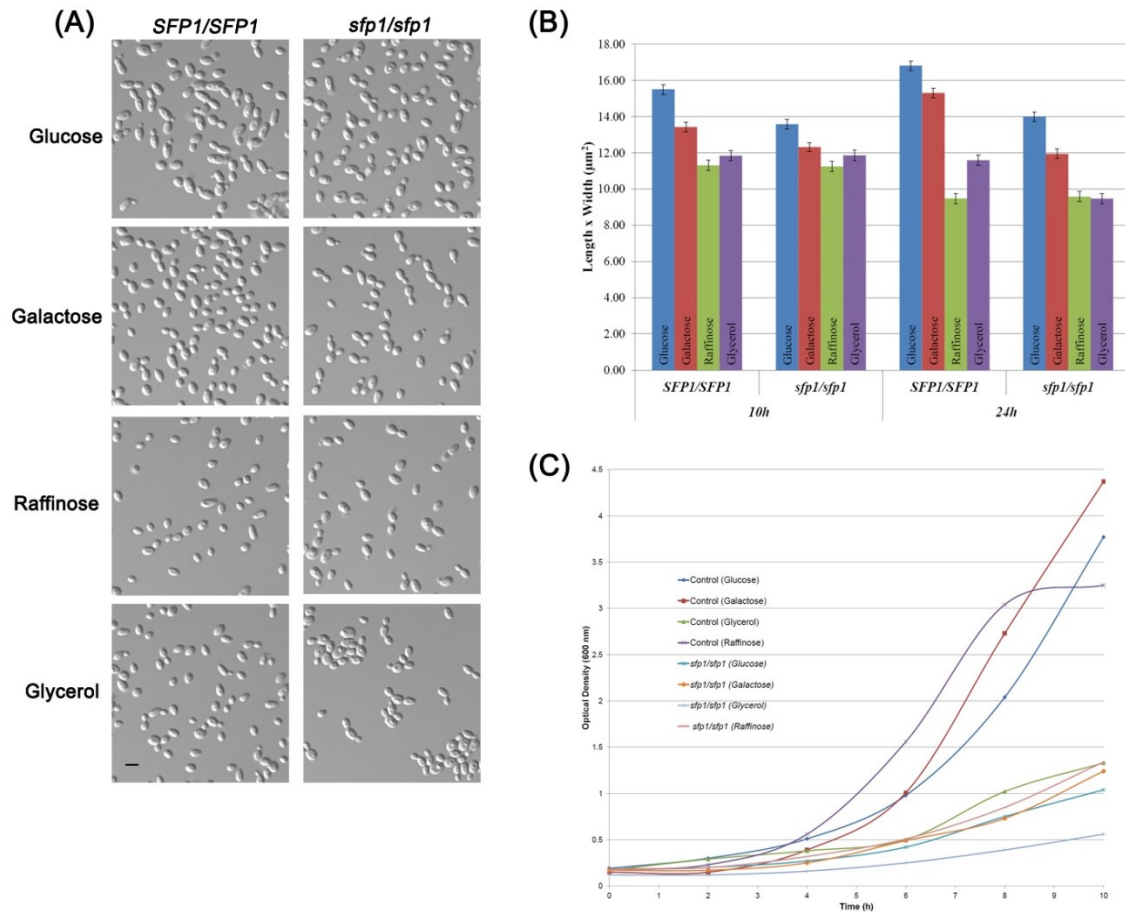 (A)
SFP1/SFP1 sfp1/sfp1
Glucose
Galactose
Raffinose
Glycerol
(B)
Length x Width (µm²)
18.00
16.00
14.00
12.00
10.00
8.00
6.00
4.00
2.00
0.00
Glucose Galactose Raffinose Glycerol Glucose Galactose Raffinose Glycerol Glucose Galactose Raffinose Glycerol Glucose Galactose Raffinose Glycerol
SFP1/SFP1 sfp1/sfp1 SFP1/SFP1 sfp1/sfp1
10h 24h
(C)
Optical Density (600 nm)
4.5
4
3.5
3
2.5
2
1.5
1
0.5
0
Control (Glucose)
Control (Galactose)
Control (Glycerol)
Control (Raffinose)
sfp1/sfp1 (Glucose)
sfp1/sfp1 (Galactose)
sfp1/sfp1 (Glycerol)
sfp1/sfp1 (Raffinose)
0 1 2 3 4 5 6 7 8 9 10
Time (h)